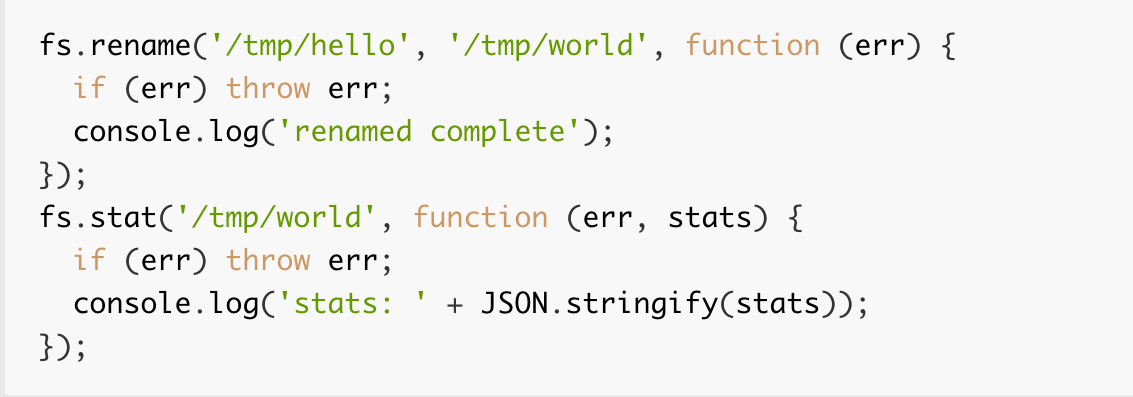 fs.rename('/tmp/hello', '/tmp/world', function (err) {
  if (err) throw err;
  console.log('renamed complete');
});
fs.stat('/tmp/world', function (err, stats) {
  if (err) throw err;
  console.log('stats: ' + JSON.stringify(stats));
});